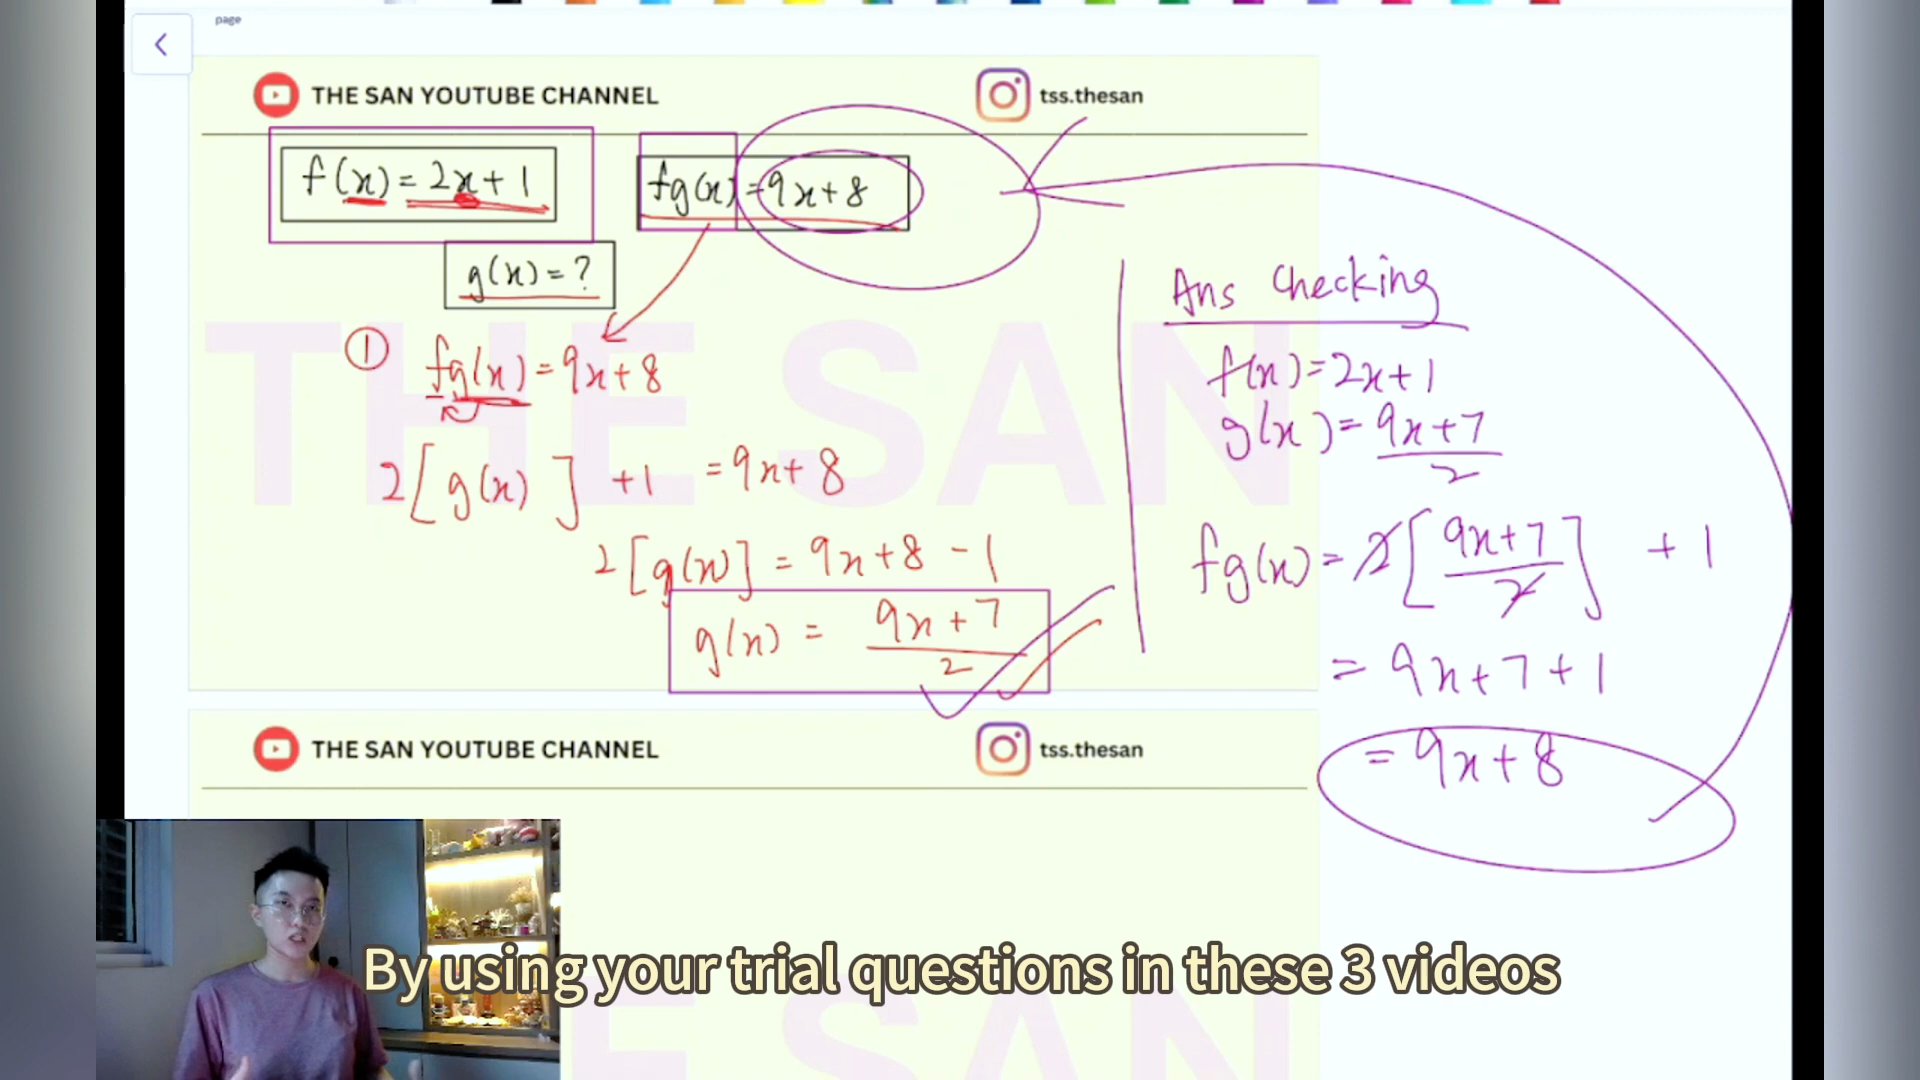 page
THE SAN YOUTUBE CHANNEL
tss.thesan
f(x) = 2x + 1
fg(x) = 9x + 8
g(x) = ?
① fg(x) = 9x + 8
2[g(x)] + 1 = 9x + 8
2[g(x)] = 9x + 8 - 1
g(x) = 9x + 7
2
Ans Checking
f(x) = 2x + 1
g(x) = 9x + 7
2
fg(x) = 2[9x + 7
2] + 1
= 9x + 7 + 1
= 9x + 8
THE SAN
THE SAN YOUTUBE CHANNEL
tss.thesan
By using your trial questions in these 3 videos
E SAN